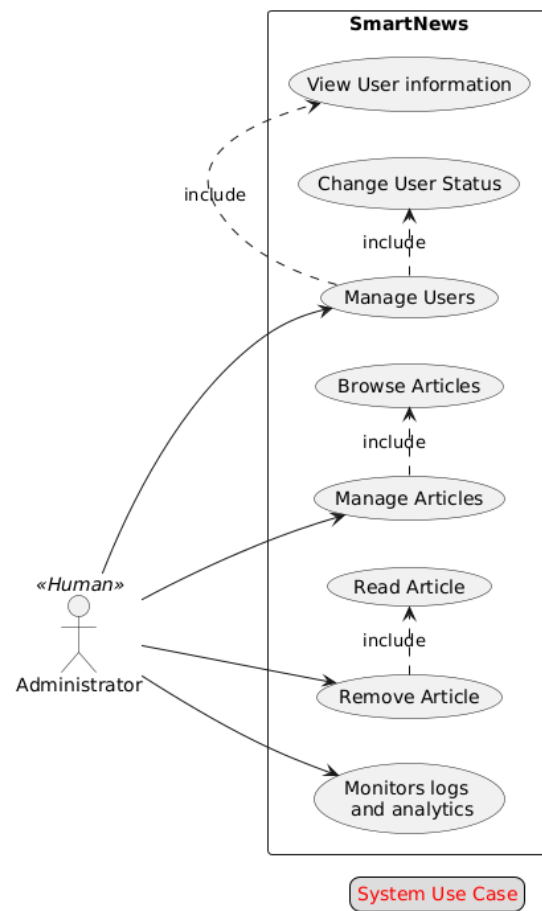 SmartNews
View User information
Change User Status
include
include
Manage Users
Browse Articles
include
Manage Articles
«Human»
Read Article
include
Administrator
Remove Article
Monitors logs
and analytics
System Use Case